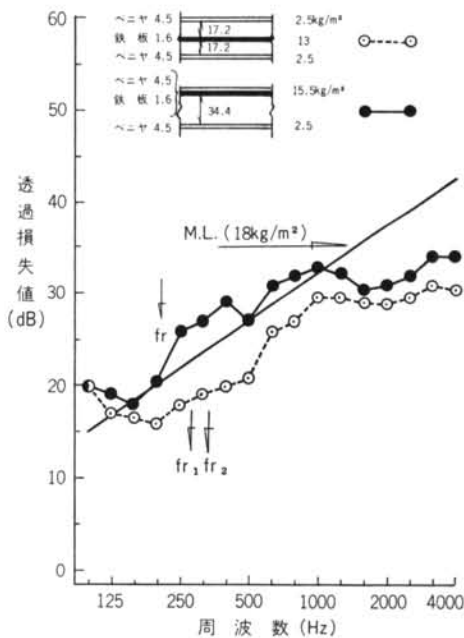 ベニヤ 4.5 17.2 2.5kg/m²
鉄板 1.6 13
ベニヤ 4.5 17.2 2.5
ベニヤ 4.5
鉄板 1.6 34.4 15.5kg/m²
ベニヤ 4.5 2.5
60
50
40
30
20
10
0
透過損失値(dB)
M.L.(18kg/m²)
fr
fr₁ fr₂
125 250 500 1000 2000 4000
周波数(Hz)